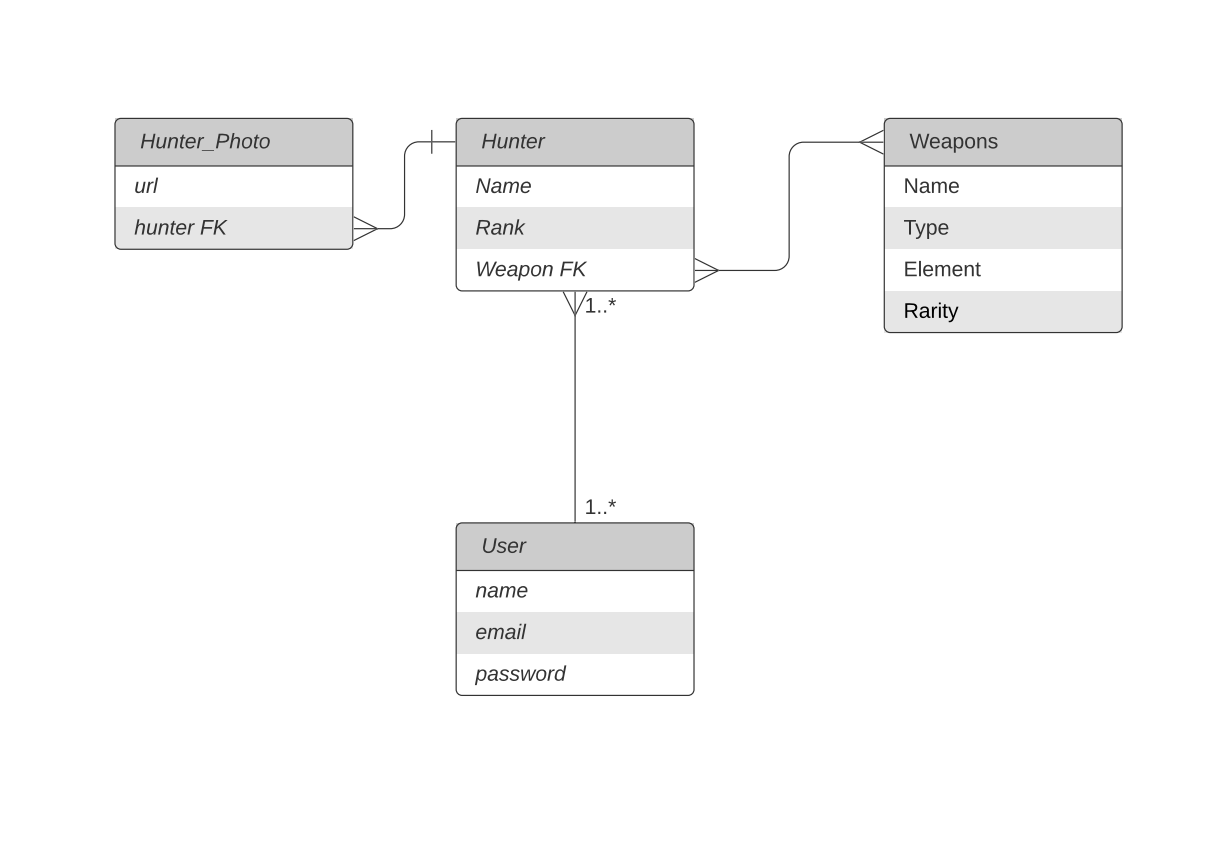 Hunter_Photo
url
hunter FK
Hunter
Name
Rank
Weapon FK
1..*
Weapons
Name
Type
Element
Rarity
1..*
User
name
email
password